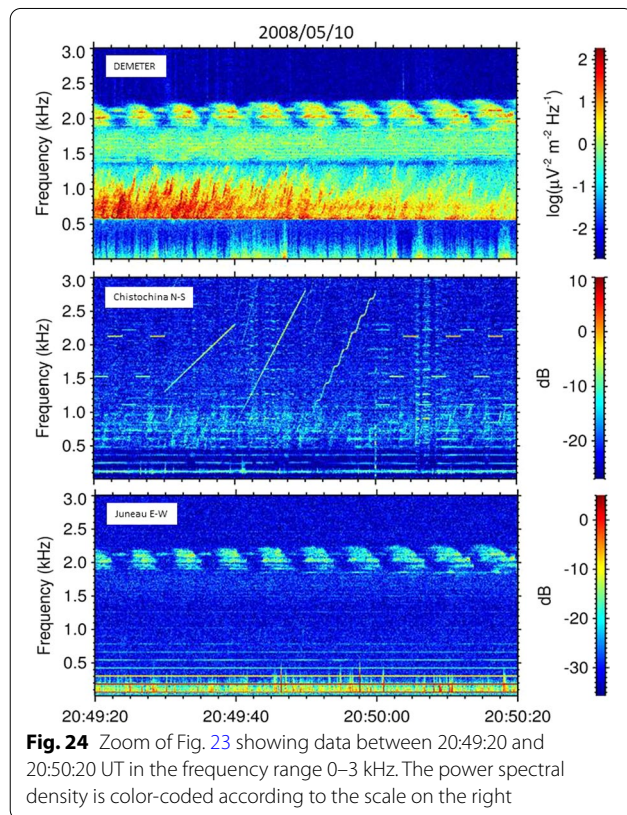 2008/05/10
3.0
DEMETER
2.5
2.0
1.5
1.0
0.5
Frequency (kHz)
2
1
0
-1
-2
log(μV⁻² m⁻² Hz⁻¹)
3.0
Chistochina N-S
2.5
2.0
1.5
1.0
0.5
Frequency (kHz)
10
0
-10
-20
dB
3.0
Juneau E-W
2.5
2.0
1.5
1.0
0.5
Frequency (kHz)
0
-10
-20
-30
dB
20:49:20 20:49:40 20:50:00 20:50:20
Fig. 24 Zoom of Fig. 23 showing data between 20:49:20 and
20:50:20 UT in the frequency range 0–3 kHz. The power spectral
density is color-coded according to the scale on the right